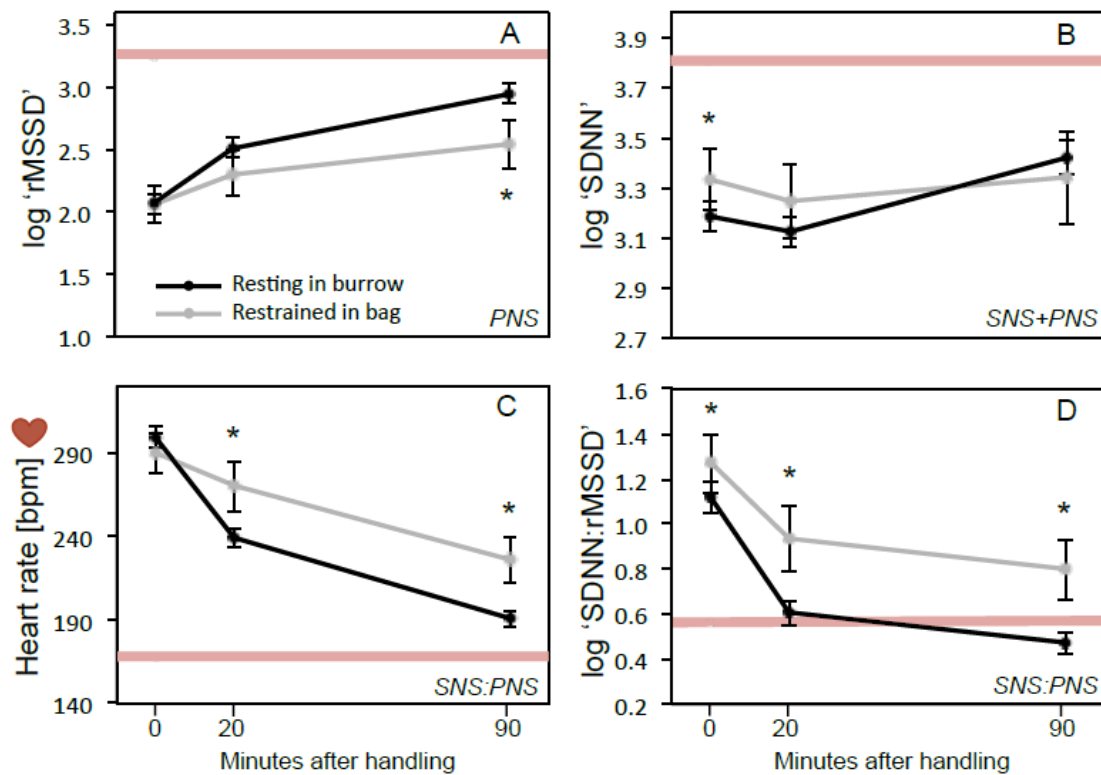 A
log ‘rMSSD’
3.5
3.0
2.5
2.0
1.5
1.0
*
Resting in burrow
Restrained in bag
PNS
B
log ‘SDNN’
3.9
3.7
3.5
3.3
3.1
2.9
2.7
*
SNS+PNS
C
Heart rate [bpm]
290
240
190
140
*
*
SNS:PNS
0
20
90
Minutes after handling
D
log ‘SDNN:rMSSD’
1.6
1.4
1.2
1.0
0.8
0.6
0.4
0.2
*
*
*
SNS:PNS
0
20
90
Minutes after handling